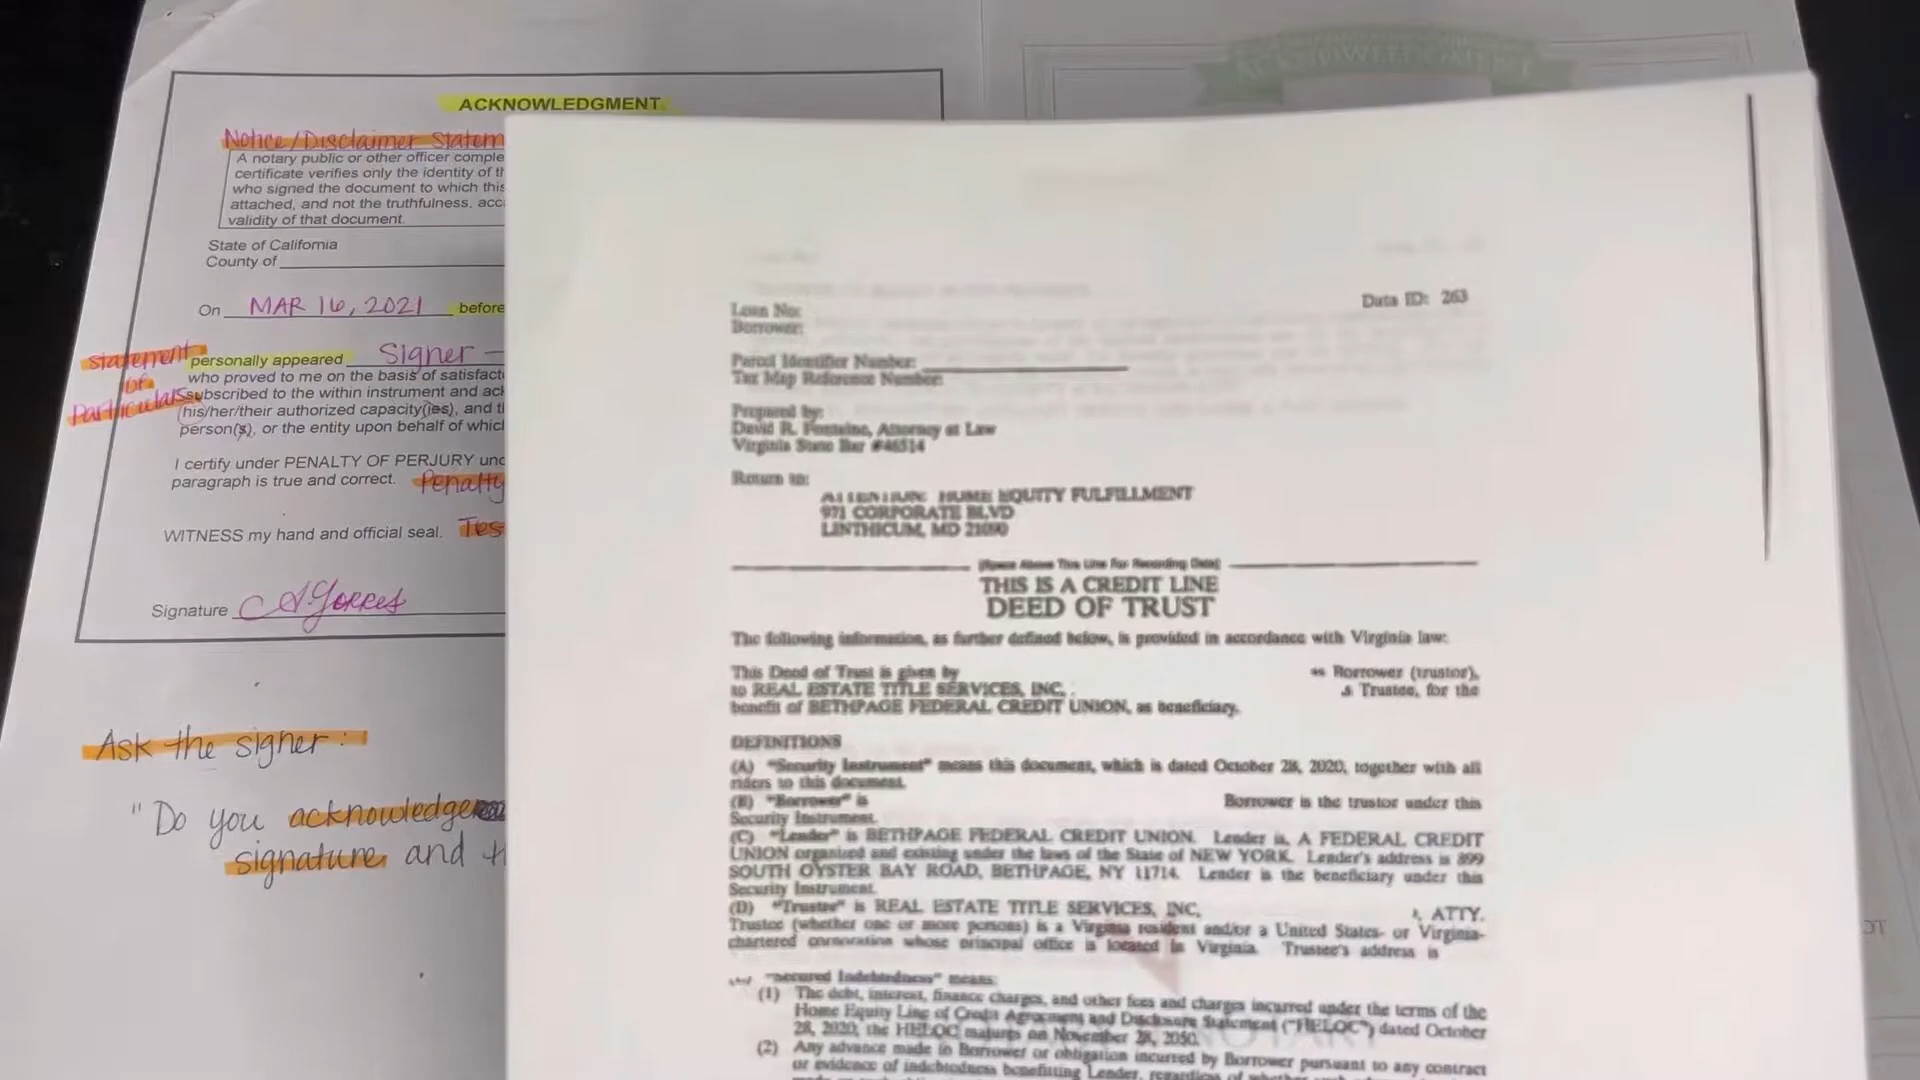 ACKNOWLEDGMENT
Notice/Disclaimer Statem
A notary public or other officer comple
certificate verifies only the identity of th
who signed the document to which this
attached, and not the truthfulness, acc
validity of that document.
State of California
County of
On MAR 16, 2021 before
statement of particulars
personally appeared Signer
who proved to me on the basis of satisfact
subscribed to the within instrument and ack
his/her/their authorized capacity(ies), and th
person(s), or the entity upon behalf of which
I certify under PENALTY OF PERJURY und
paragraph is true and correct. Penalty
WITNESS my hand and official seal. Tes
Signature
Ask the signer:
"Do you acknowledge
signature and th
ACKNOWLEDGMENT
Data ID: 263
Loan No:
Borrower:
Parcel Identifier Number:
Tax Map Reference Number:
Prepared by:
David R. Fontaine, Attorney at Law
Virginia State Bar #46514
Return to:
ATTENTION: HOME EQUITY FULFILLMENT
971 CORPORATE BLVD
LINTHICUM, MD 21090
[Space Above This Line For Recording Data]
THIS IS A CREDIT LINE
DEED OF TRUST
The following information, as further defined below, is provided in accordance with Virginia law:
This Deed of Trust is given by as Borrower (trustor),
to REAL ESTATE TITLE SERVICES, INC. Trustee, for the
benefit of BETHPAGE FEDERAL CREDIT UNION, as beneficiary.
DEFINITIONS
(A) "Security Instrument" means this document, which is dated October 28, 2020, together with all
riders to this document.
(B) "Borrower" is Borrower is the trustor under this
Security Instrument.
(C) "Lender" is BETHPAGE FEDERAL CREDIT UNION. Lender is, A FEDERAL CREDIT
UNION organized and existing under the laws of the State of NEW YORK. Lender's address is 899
SOUTH OYSTER BAY ROAD, BETHPAGE, NY 11714. Lender is the beneficiary under this
Security Instrument.
(D) "Trustee" is REAL ESTATE TITLE SERVICES, INC, ATTY.
Trustee (whether one or more persons) is a Virginia resident and/or a United States- or Virginia-
chartered corporation whose principal office is located in Virginia. Trustee's address is
"Secured Indebtedness" means:
(1) The debt, interest, finance charges, and other fees and charges incurred under the terms of the
Home Equity Line of Credit Agreement and Disclosure Statement ("HELOC") dated October
28, 2020, the HELOC matures on November 28, 2050.
(2) Any advance made to Borrower or obligation incurred by Borrower pursuant to any contract
or evidence of indebtedness benefitting Lender, regardless of whether